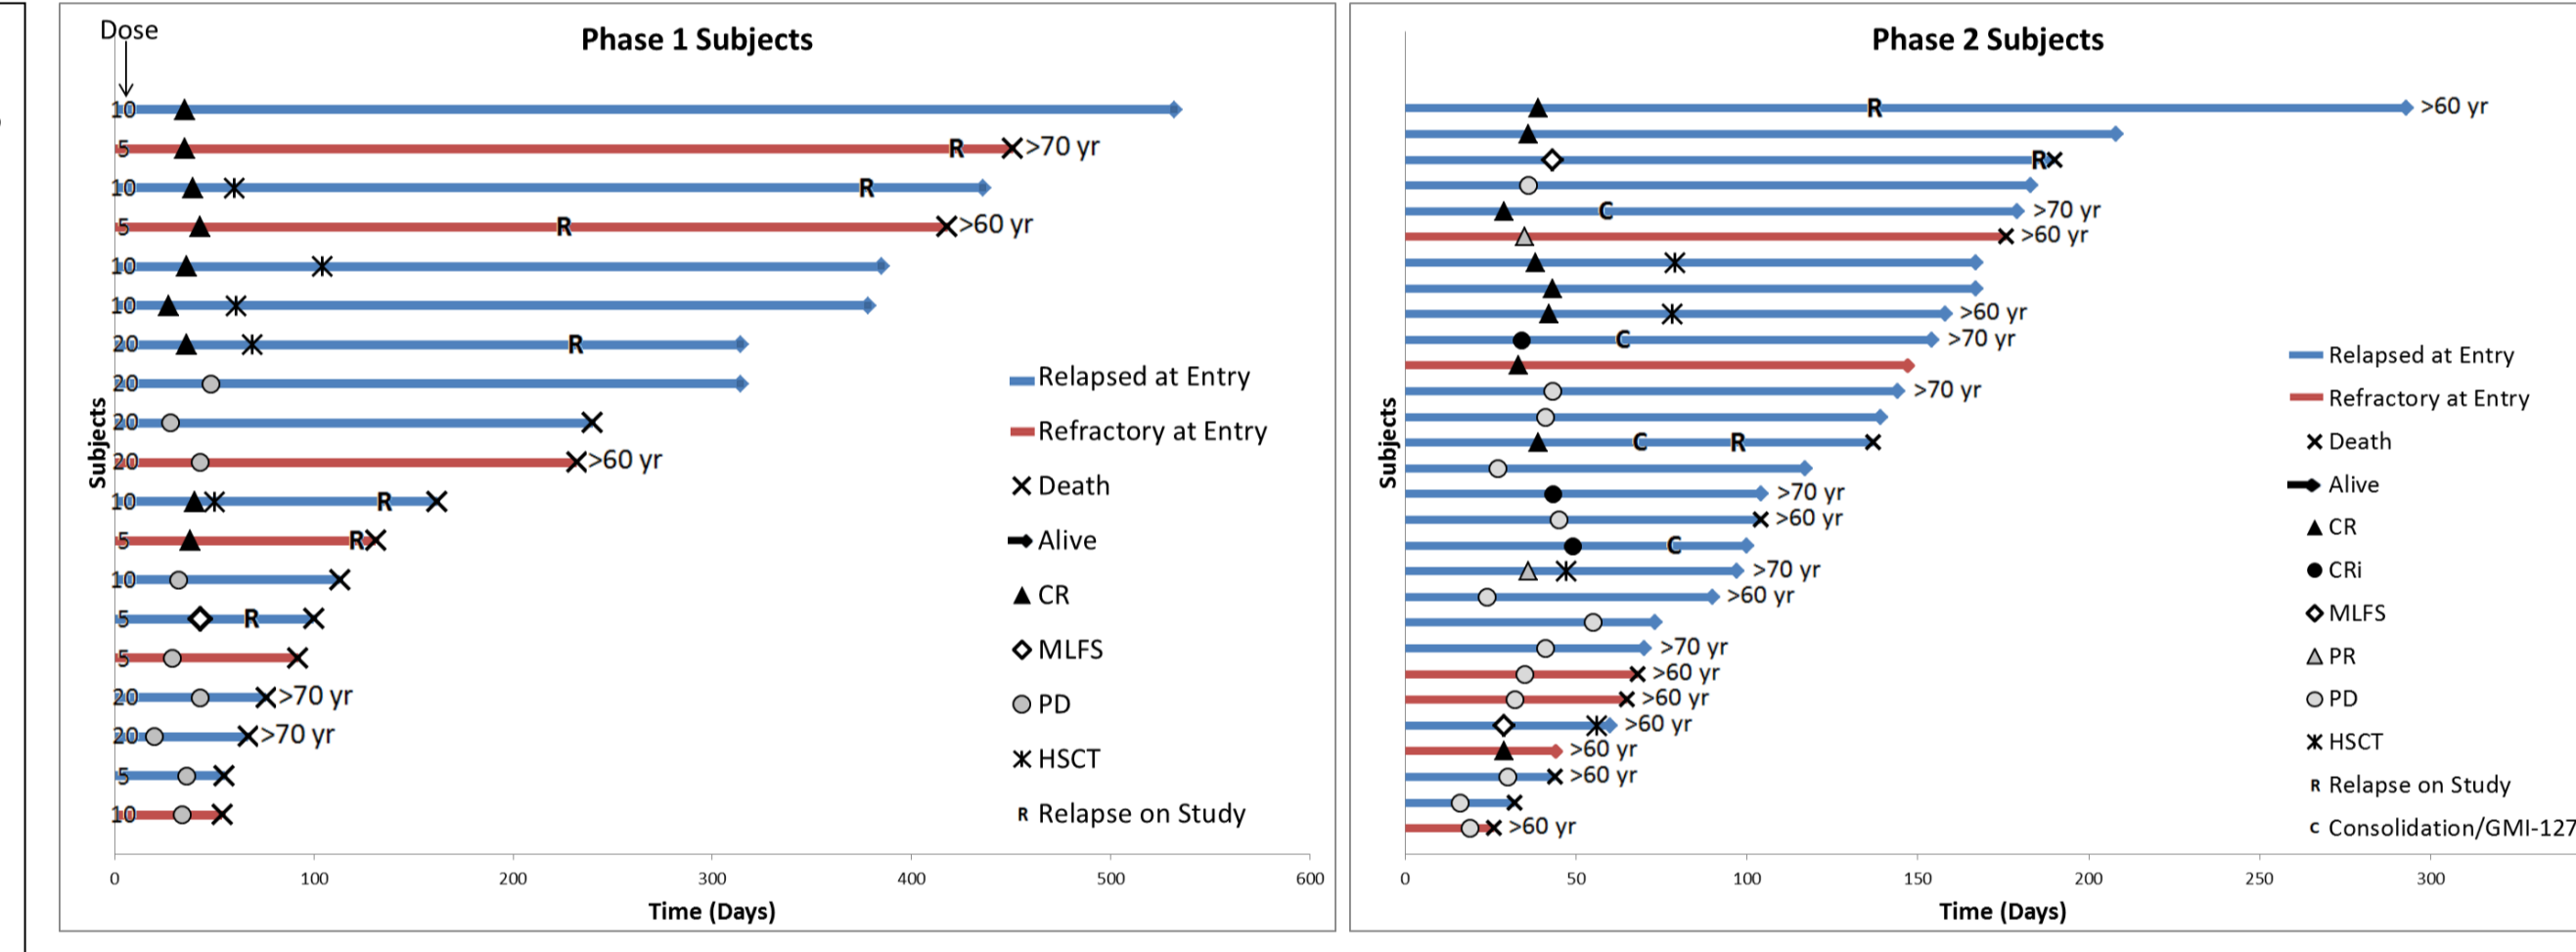 Dose
Phase 1 Subjects
10
5 R >70 yr
10 R
5 R >60 yr
10
10
20 R
20
20
20 >60 yr
10 R
5 R
10
5 R
5
20 >70 yr
20 >70 yr
5
10
Subjects
Relapsed at Entry
Refractory at Entry
Death
Alive
CR
MLFS
PD
HSCT
R Relapse on Study
0 100 200 300 400 500 600
Time (Days)
Phase 2 Subjects
R >60 yr
R
C >70 yr
>60 yr
>60 yr
C >70 yr
>70 yr
C R
>70 yr
>60 yr
C
>70 yr
>60 yr
>70 yr
>60 yr
>60 yr
>60 yr
>60 yr
>60 yr
>60 yr
Subjects
Relapsed at Entry
Refractory at Entry
Death
Alive
CR
CRi
MLFS
PR
PD
HSCT
R Relapse on Study
C Consolidation/GMI-127
0 50 100 150 200 250 300
Time (Days)